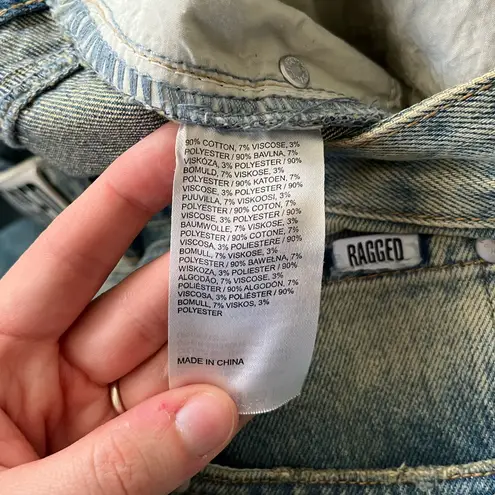 90% COTTON, 7% VISCOSE, 3%
POLYESTER / 90% BAVLNA, 7%
VISKÓZA, 3% POLYESTER / 90%
BOMULD, 7% VISKOSE, 3%
POLYESTER / 90% KATOEN, 7%
VISCOSE, 3% POLYESTER / 90%
PUUVILLA, 7% VISKOOSI, 3%
POLYESTER / 90% COTON, 7%
VISCOSE, 3% POLYESTER / 90%
BAUMWOLLE, 7% VISKOSE, 3%
POLYESTER / 90% COTONE, 7%
VISCOSA, 3% POLIESTERE / 90%
BOMULL, 7% VISKOSE, 3%
POLYESTER / 90% BAWEŁNA, 7%
WISKOZA, 3% POLIESTER / 90%
ALGODÃO, 7% VISCOSE, 3%
POLIÉSTER / 90% ALGODÓN, 7%
VISCOSA, 3% POLIÉSTER / 90%
BOMULL, 7% VISKOS, 3%
POLYESTER
MADE IN CHINA
RAGGED